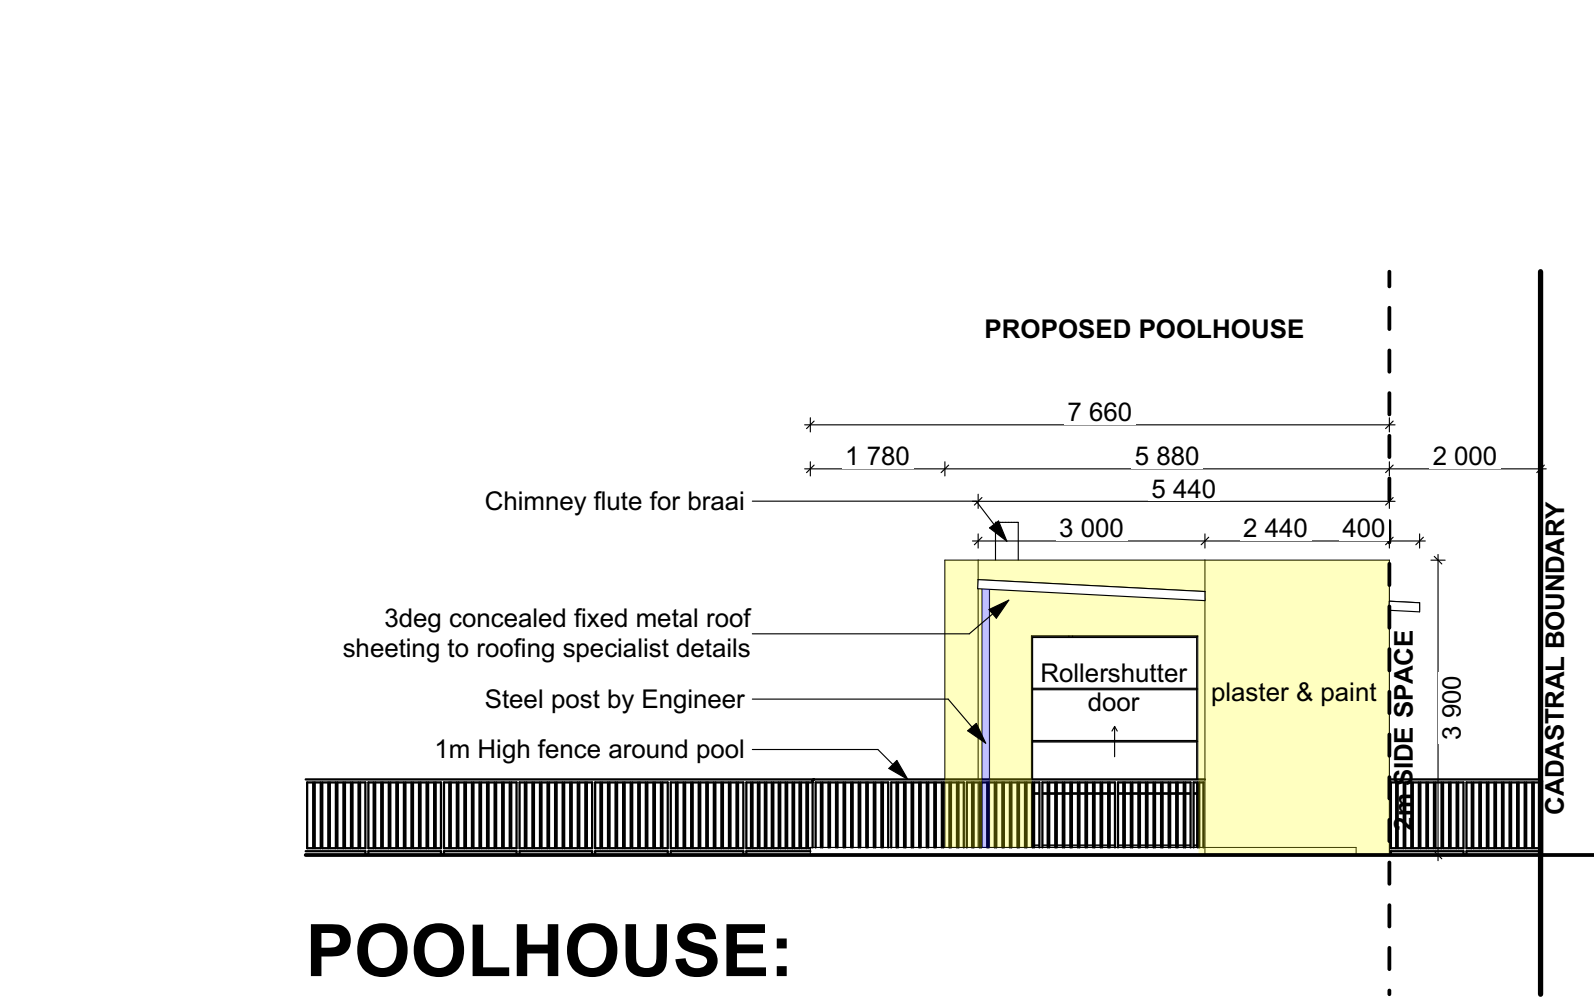 PROPOSED POOLHOUSE
7 660
1 780
5 880
2 000
5 440
Chimney flute for braai
3 000
2 440
400
3deg concealed fixed metal roof
sheeting to roofing specialist details
Steel post by Engineer
1m High fence around pool
Rollershutter
door
plaster & paint
2m SIDE SPACE
3 900
CADASTRAL BOUNDARY
POOLHOUSE: